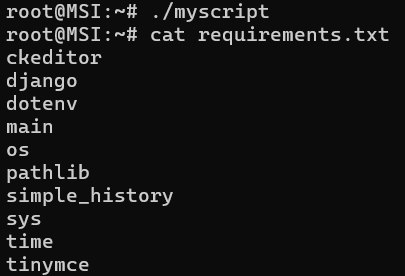 root@MSI:~# ./myscript
root@MSI:~# cat requirements.txt
ckeditor
django
dotenv
main
os
pathlib
simple_history
sys
time
tinymce